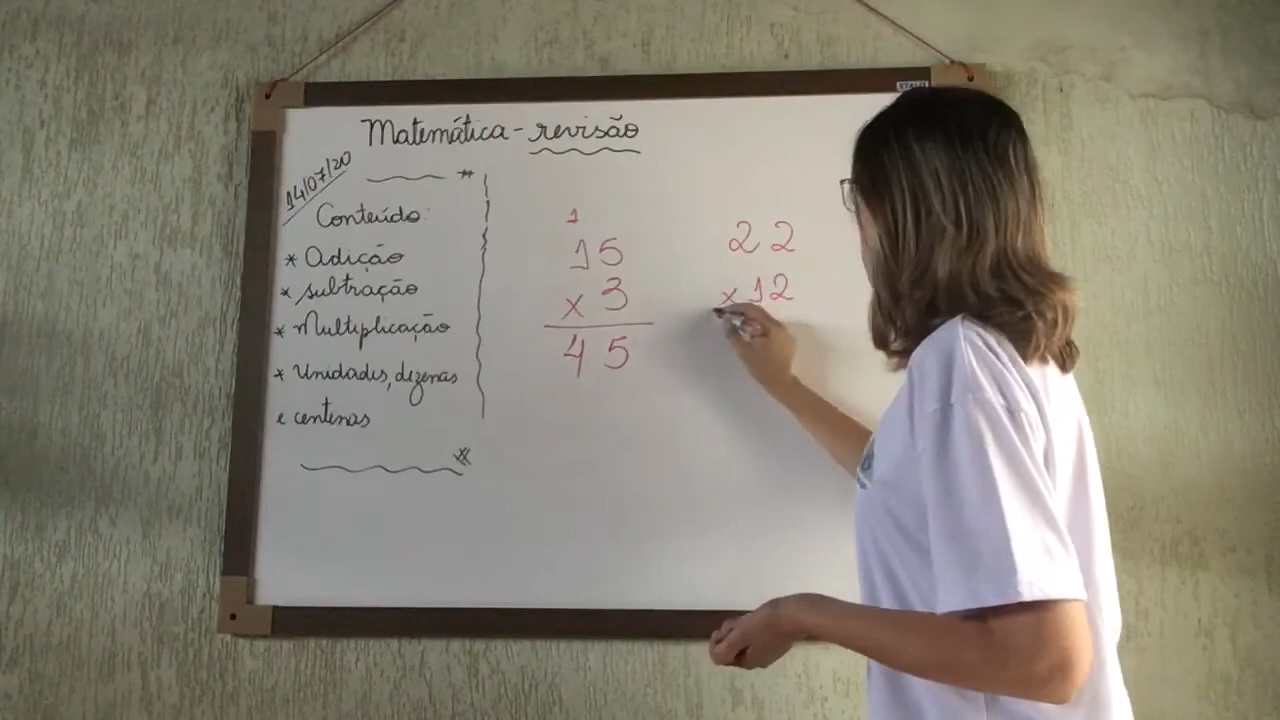 Matemática - revisão
14/07/20
Conteúdo:
* Adição
* subtração
* Multiplicação
* Unidades, dezenas
e centenas
1
15
x 3
45
22
x 12